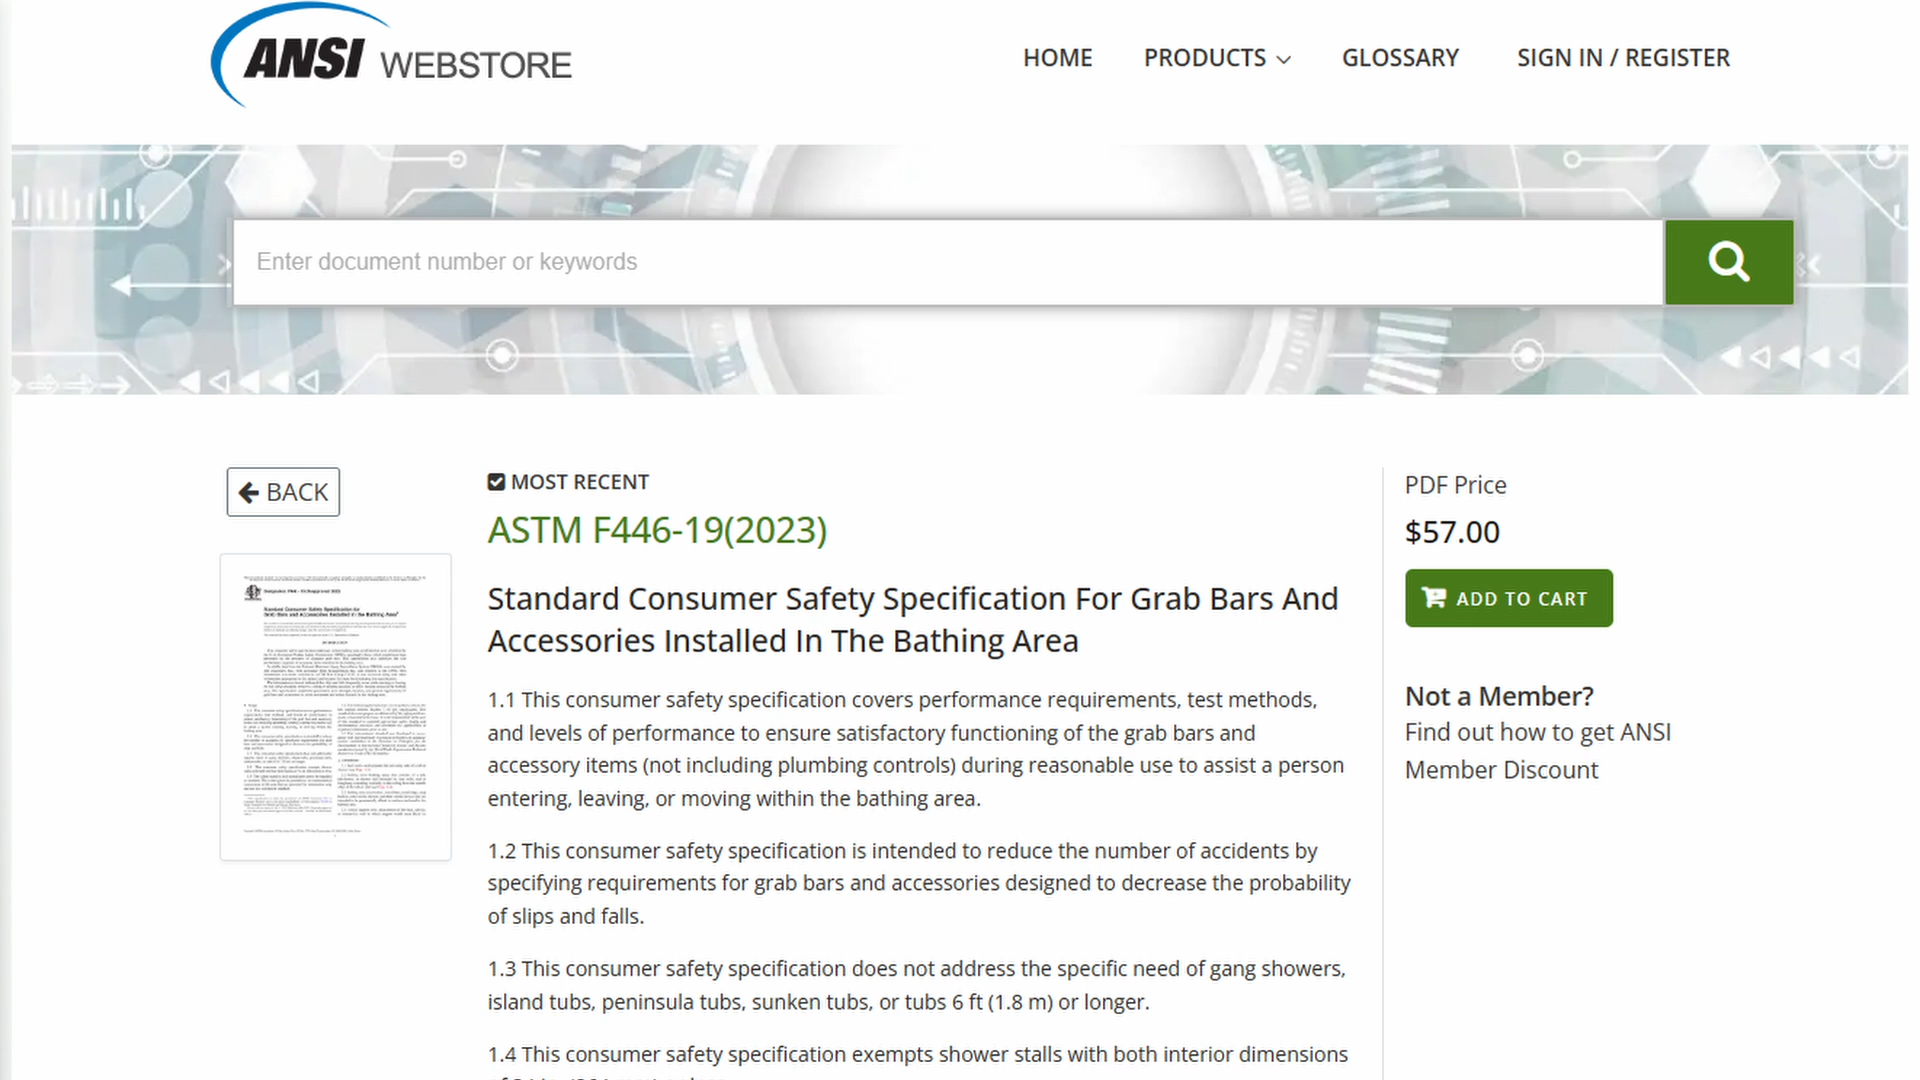 ANSI WEBSTORE
HOME PRODUCTS GLOSSARY SIGN IN / REGISTER
Enter document number or keywords
BACK
MOST RECENT
ASTM F446-19(2023)
Standard Consumer Safety Specification For Grab Bars And
Accessories Installed In The Bathing Area
1.1 This consumer safety specification covers performance requirements, test methods,
and levels of performance to ensure satisfactory functioning of the grab bars and
accessory items (not including plumbing controls) during reasonable use to assist a person
entering, leaving, or moving within the bathing area.
1.2 This consumer safety specification is intended to reduce the number of accidents by
specifying requirements for grab bars and accessories designed to decrease the probability
of slips and falls.
1.3 This consumer safety specification does not address the specific need of gang showers,
island tubs, peninsula tubs, sunken tubs, or tubs 6 ft (1.8 m) or longer.
1.4 This consumer safety specification exempts shower stalls with both interior dimensions
PDF Price
$57.00
ADD TO CART
Not a Member?
Find out how to get ANSI
Member Discount